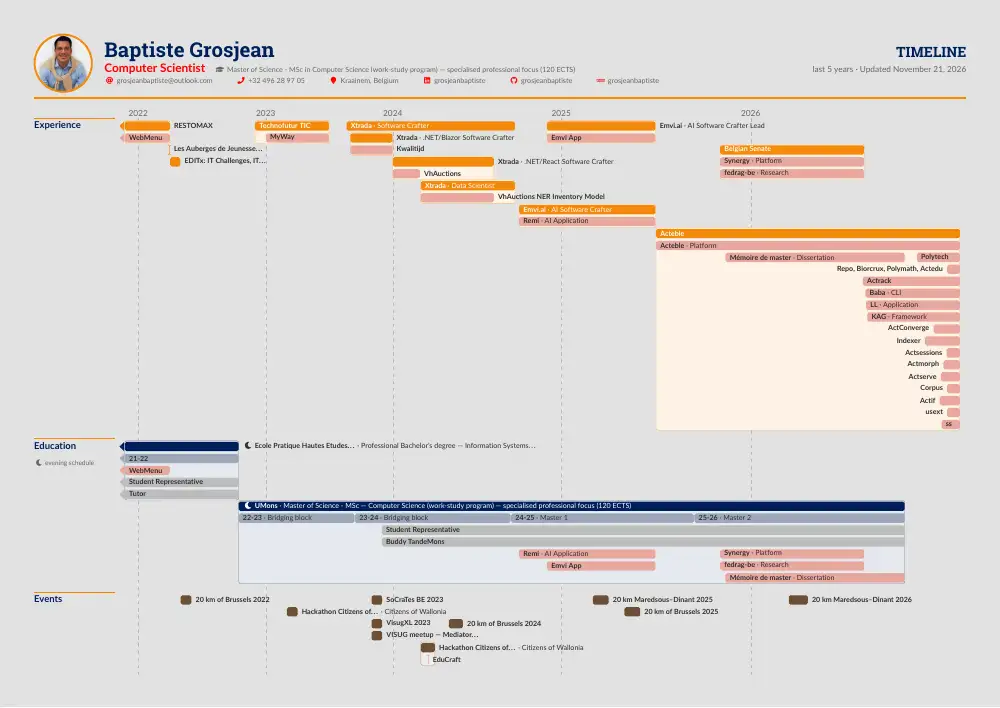 Baptiste Grosjean
TIMELINE
Computer Scientist Master of Science - MSc in Computer Science (work-study program) — specialised professional focus (120 ECTS)
last 5 years · Updated November 21, 2026
grosjeanbaptiste@outlook.com +32 496 28 97 05 Kraainem, Belgium grosjeanbaptiste grosjeanbaptiste grosjeanbaptiste
2022 2023 2024 2025 2026
Experience
RESTOMAX Technofutur TIC Xtrada · Software Crafter Emvi.ai · AI Software Crafter Lead
WebMenu MyWay Xtrada · .NET/Blazor Software Crafter Emvi App
Les Auberges de Jeunesse... Kwalitijd Belgian Senate
EDITx: IT Challenges, IT... Xtrada · .NET/React Software Crafter Synergy · Platform
VhAuctions fedrag-be · Research
Xtrada · Data Scientist
VhAuctions NER Inventory Model
Emvi.ai · AI Software Crafter
Remi · AI Application
Acteble
Acteble · Platform
Mémoire de master · Dissertation Polytech
Repo, Biorcrux, Polymath, Actedu
Actrack
Baba · CLI
LL · Application
KAG · Framework
ActConverge
Indexer
Actsessions
Actmorph
Actserve
Corpus
Actif
usext
ss
Education
Ecole Pratique Hautes Etudes... · Professional Bachelor's degree — Information Systems...
evening schedule
21-22
WebMenu
Student Representative
Tutor
UMons · Master of Science - MSc — Computer Science (work-study program) — specialised professional focus (120 ECTS)
22-23 · Bridging block 23-24 · Bridging block 24-25 · Master 1 25-26 · Master 2
Student Representative
Buddy TandeMons
Remi · AI Application Synergy · Platform
Emvi App fedrag-be · Research
Mémoire de master · Dissertation
Events
20 km of Brussels 2022 SoCraTes BE 2023 20 km Maredsous–Dinant 2025 20 km Maredsous–Dinant 2026
Hackathon Citizens of... · Citizens of Wallonia 20 km of Brussels 2025
VisugXL 2023 20 km of Brussels 2024
VISUG meetup — Mediator...
Hackathon Citizens of... · Citizens of Wallonia
EduCraft